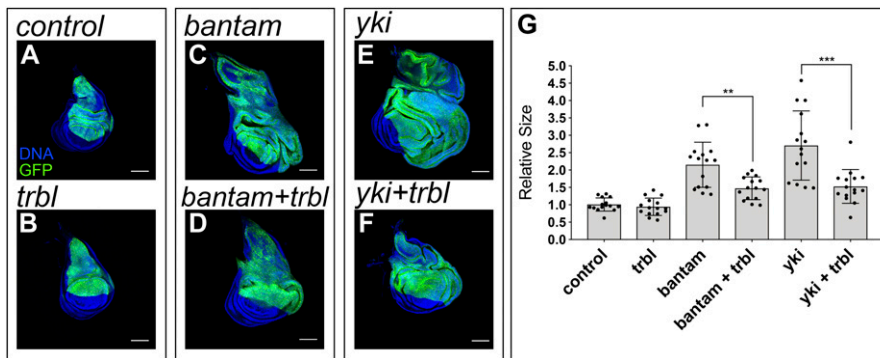 control
A
DNA
GFP
trbl
B
bantam
C
bantam+trbl
D
yki
E
yki+trbl
F
G
Relative Size
5.0
4.5
4.0
3.5
3.0
2.5
2.0
1.5
1.0
0.5
0.0
**
***
control
trbl
bantam
bantam + trbl
yki
yki + trbl